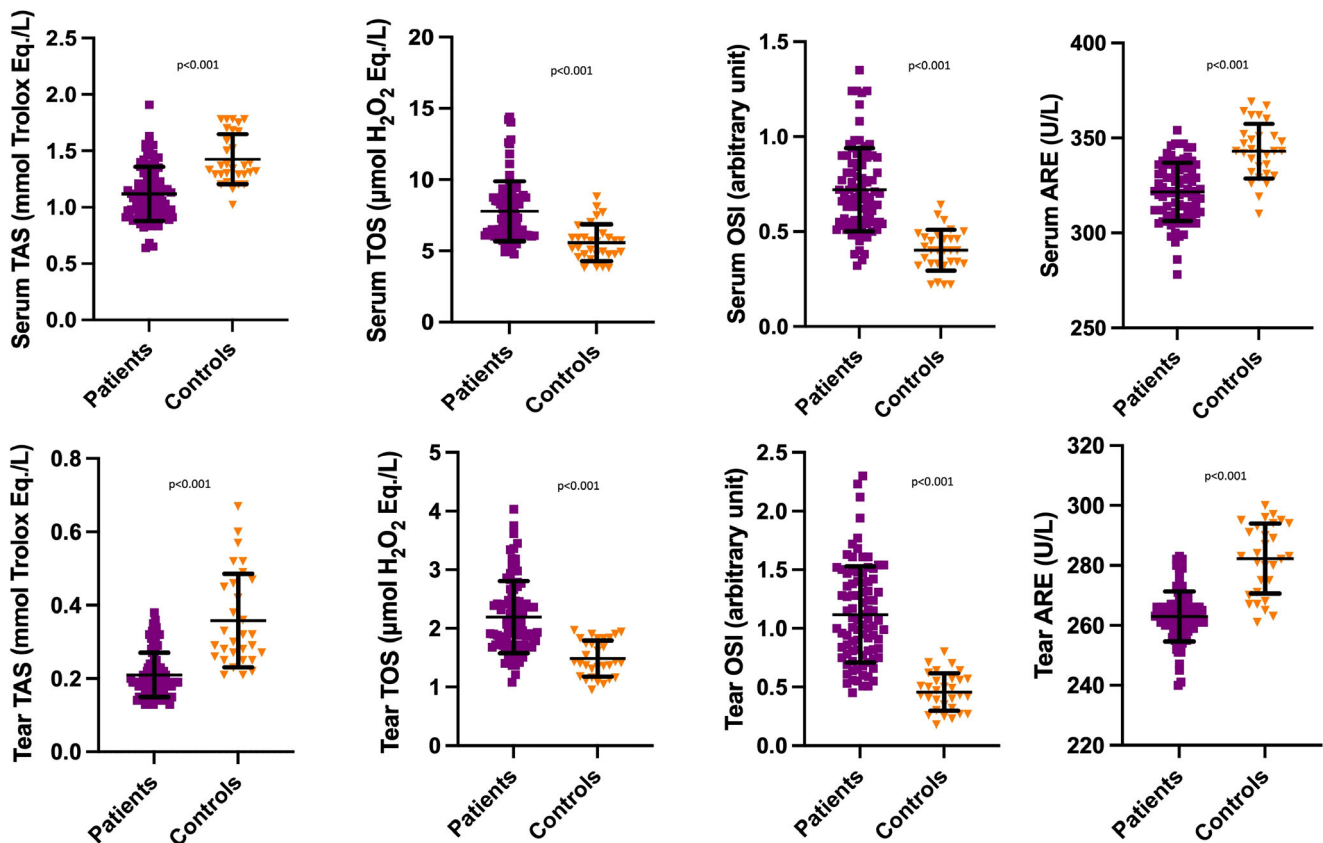 Serum TAS (mmol Trolox Eq./L)
2.5
2.0
1.5
1.0
0.5
0.0
p<0.001
Patients
Controls
Serum TOS (µmol H₂O₂ Eq./L)
20
15
10
5
0
p<0.001
Patients
Controls
Serum OSI (arbitrary unit)
1.5
1.0
0.5
0.0
p<0.001
Patients
Controls
Serum ARE (U/L)
400
350
300
250
p<0.001
Patients
Controls
Tear TAS (mmol Trolox Eq./L)
0.8
0.6
0.4
0.2
0.0
p<0.001
Patients
Controls
Tear TOS (µmol H₂O₂ Eq./L)
5
4
3
2
1
0
p<0.001
Patients
Controls
Tear OSI (arbitrary unit)
2.5
2.0
1.5
1.0
0.5
0.0
p<0.001
Patients
Controls
Tear ARE (U/L)
320
300
280
260
240
220
p<0.001
Patients
Controls